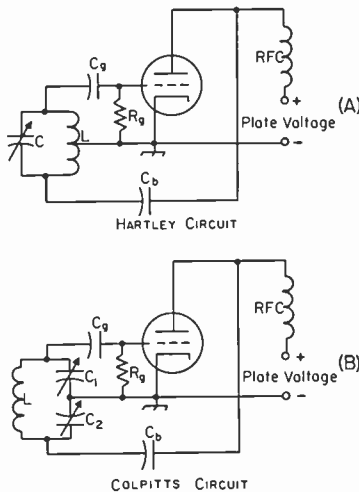 RFC
Cg
(A)
C
L
Rg
+
Plate Voltage
-
Cb
HARTLEY CIRCUIT
RFC
Cg
(B)
L
C1
Rg
+
Plate Voltage
-
C2
Cb
COLPITTS CIRCUIT